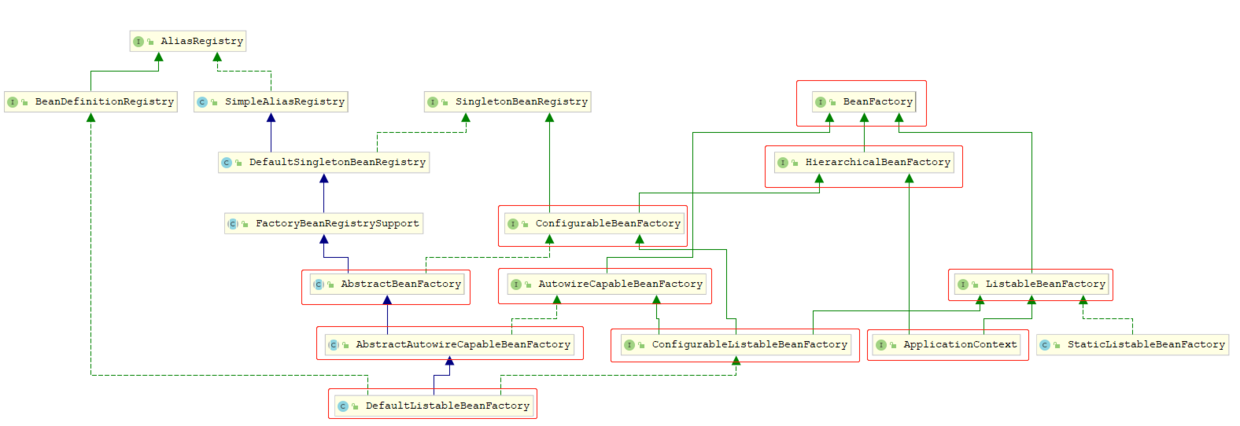 AliasRegistry
BeanDefinitionRegistry
SimpleAliasRegistry
SingletonBeanRegistry
BeanFactory
DefaultSingletonBeanRegistry
HierarchicalBeanFactory
FactoryBeanRegistrySupport
ConfigurableBeanFactory
AbstractBeanFactory
AutowireCapableBeanFactory
ListableBeanFactory
AbstractAutowireCapableBeanFactory
ConfigurableListableBeanFactory
ApplicationContext
StaticListableBeanFactory
DefaultListableBeanFactory